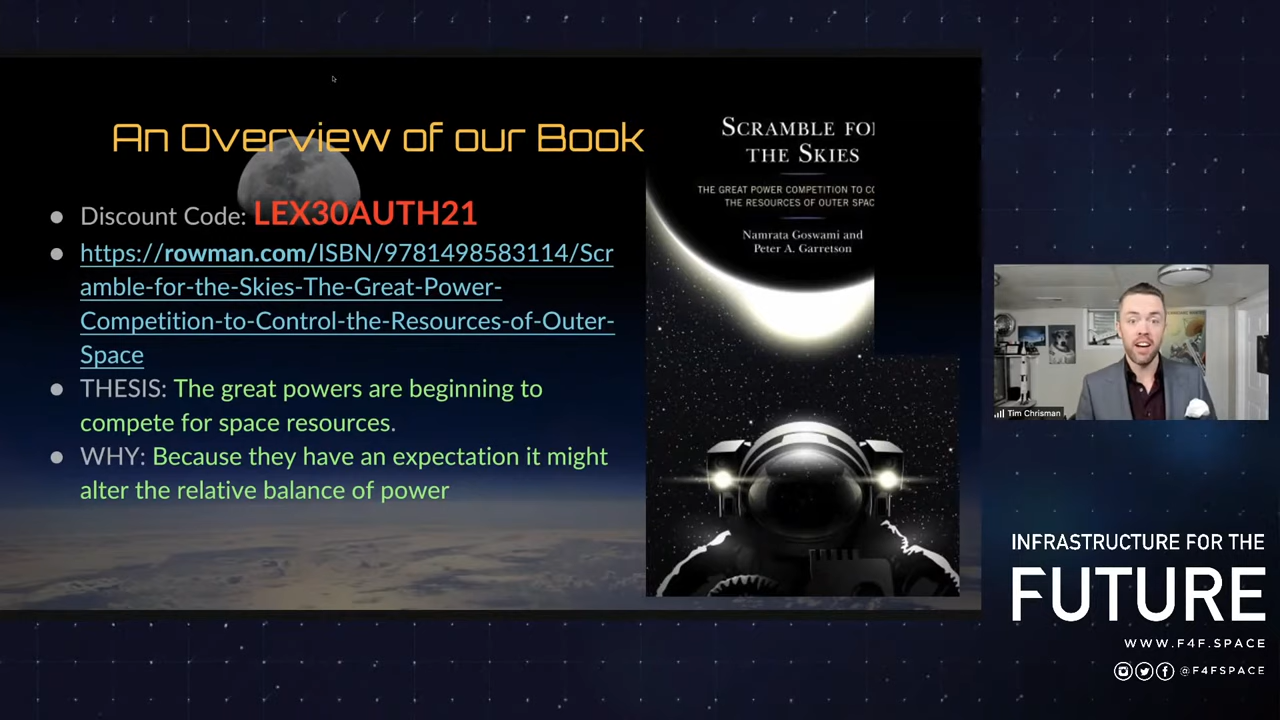 An Overview of our Book
Discount Code: LEX30AUTH21
https://rowman.com/ISBN/9781498583114/Scr
amble-for-the-Skies-The-Great-Power-
Competition-to-Control-the-Resources-of-Outer-
Space
THESIS: The great powers are beginning to
compete for space resources.
WHY: Because they have an expectation it might
alter the relative balance of power
SCRAMBLE FO
THE SKIES
THE GREAT POWER COMPETITION TO
THE RESOURCES OF OUTER SPAC
Namrata Goswami and
Peter A. Garretson
Tim Chrisman
INFRASTRUCTURE FOR THE
FUTURE
WWW.F4F.SPACE
@F4FSPACE